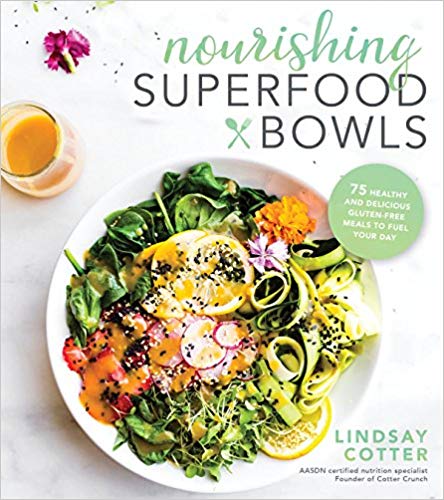 nourishing
SUPERFOOD
BOWLS
75 HEALTHY
AND DELICIOUS
GLUTEN-FREE
MEALS TO FUEL
YOUR DAY
LINDSAY
COTTER
AASDN certified nutrition specialist
Founder of Cotter Crunch